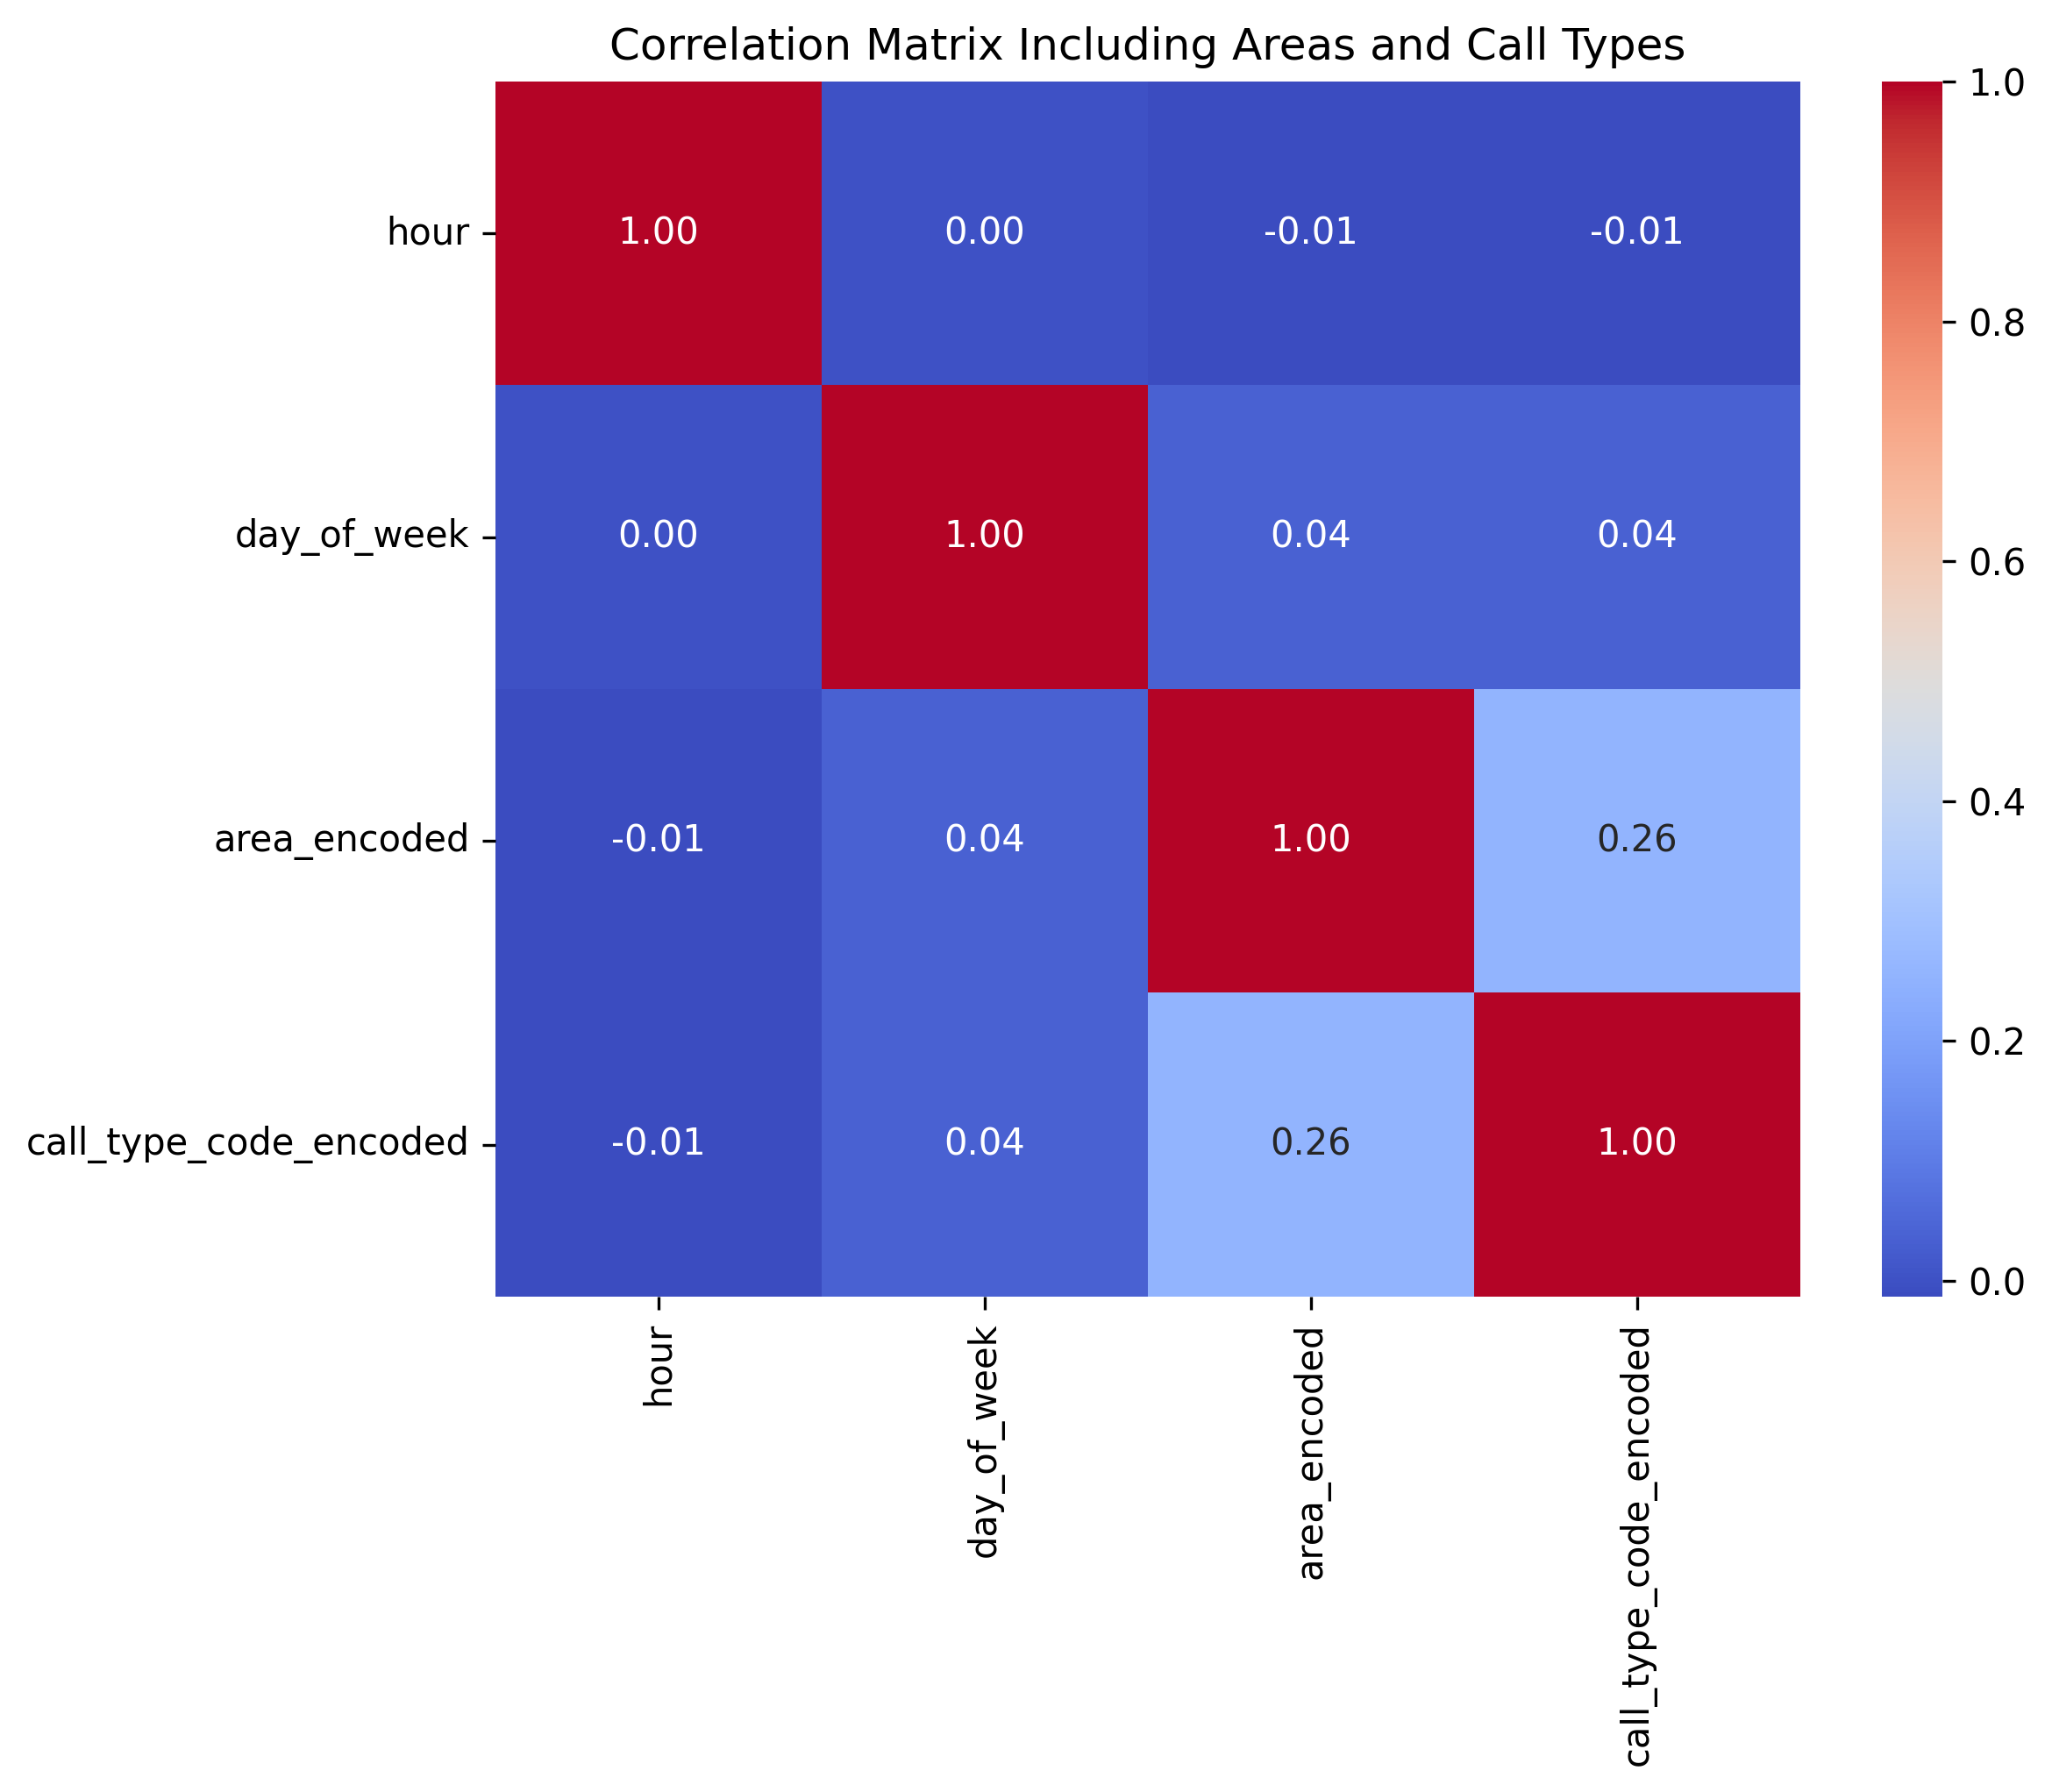 Correlation Matrix Including Areas and Call Types
hour 1.00 0.00 -0.01 -0.01
day_of_week 0.00 1.00 0.04 0.04
area_encoded -0.01 0.04 1.00 0.26
call_type_code_encoded -0.01 0.04 0.26 1.00
hour
day_of_week
area_encoded
call_type_code_encoded
1.0
0.8
0.6
0.4
0.2
0.0